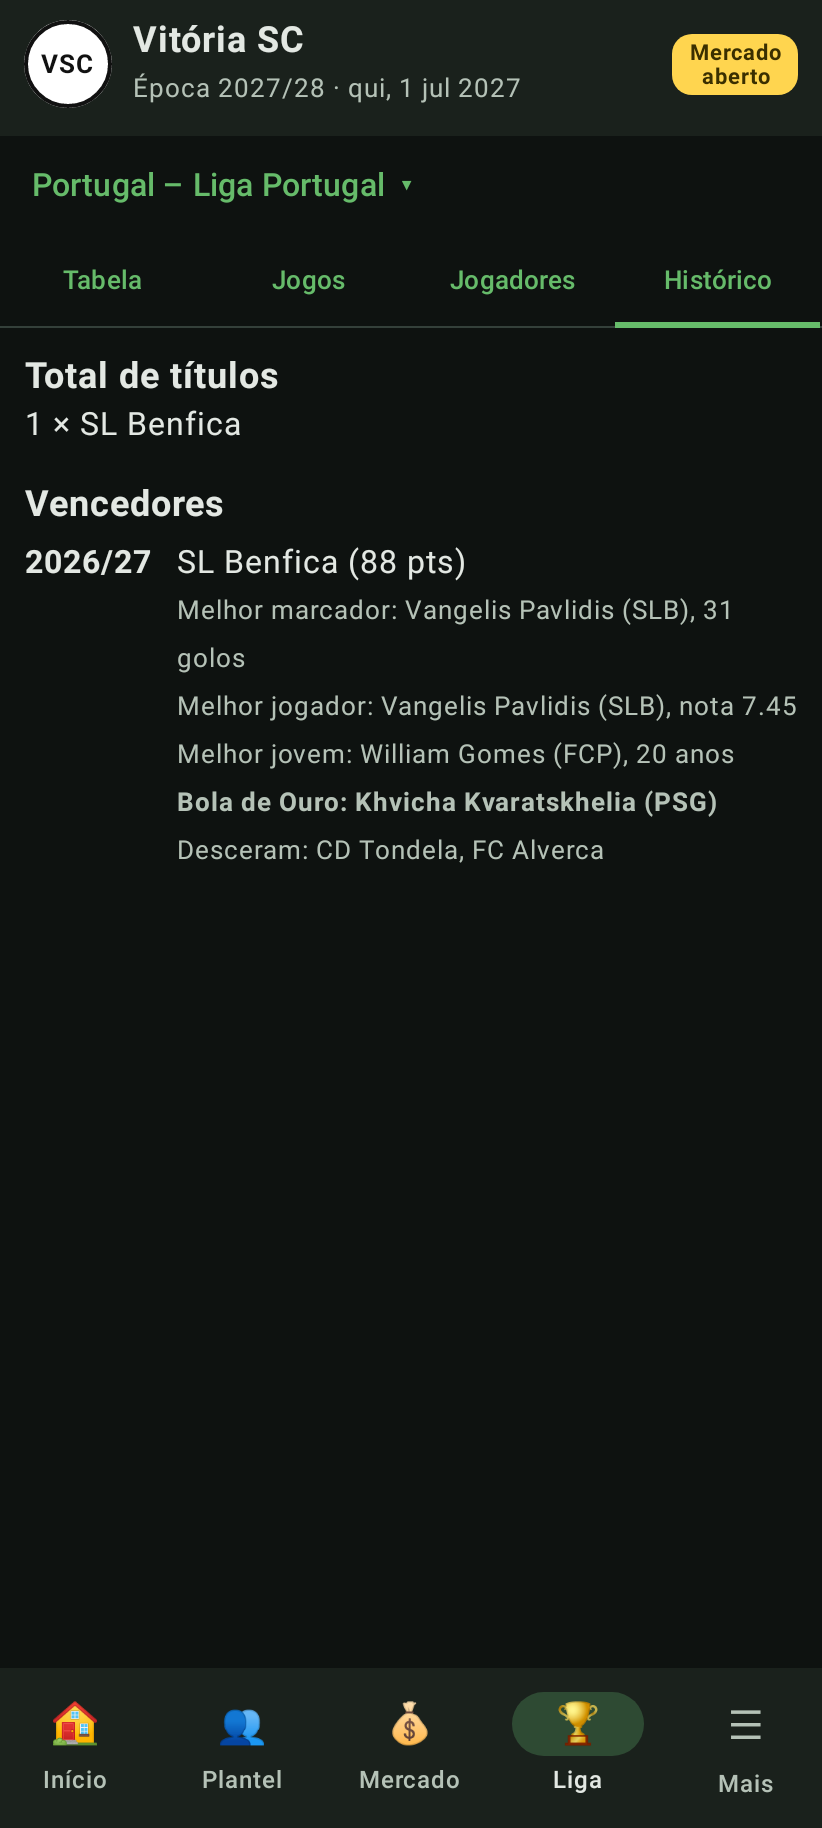 VSC
Vitória SC
Época 2027/28 · qui, 1 jul 2027
Mercado
aberto
Portugal – Liga Portugal ▼
Tabela
Jogos
Jogadores
Histórico
Total de títulos
1 × SL Benfica
Vencedores
2026/27 SL Benfica (88 pts)
Melhor marcador: Vangelis Pavlidis (SLB), 31
golos
Melhor jogador: Vangelis Pavlidis (SLB), nota 7.45
Melhor jovem: William Gomes (FCP), 20 anos
Bola de Ouro: Khvicha Kvaratskhelia (PSG)
Desceram: CD Tondela, FC Alverca
Início
Plantel
Mercado
Liga
Mais